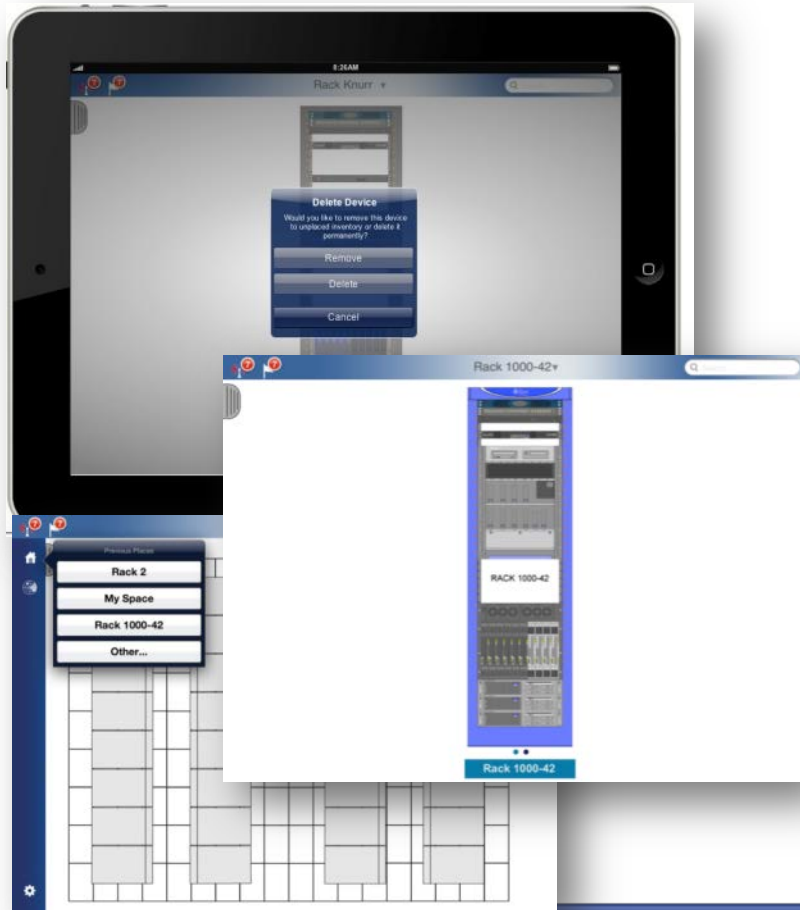 8:26AM
?
?
Rack Knurr ▾
Delete Device
Would you like to remove this device
to unplaced inventory or delete it
permanently?
Remove
Delete
Cancel
?
?
Rack 1000-42▾
Search
RACK 1000-42
Rack 1000-42
?
?
Previous Places
Rack 2
My Space
Rack 1000-42
Other...